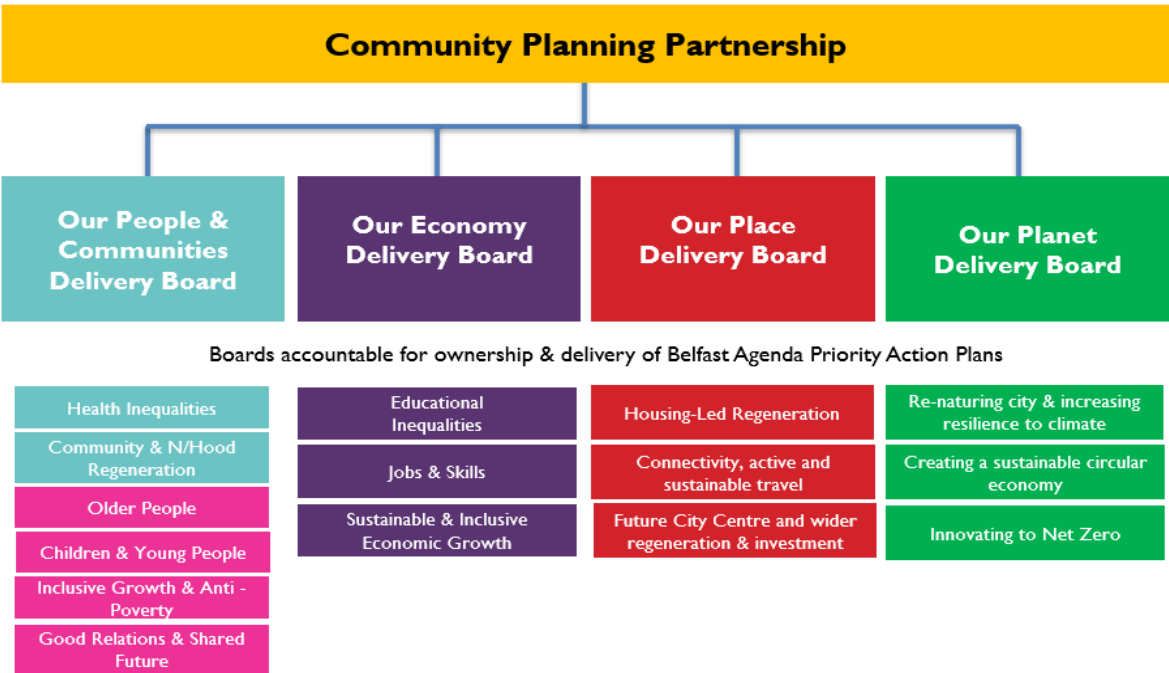 Community Planning Partnership
Our People &
Communities
Delivery Board
Our Economy
Delivery Board
Our Place
Delivery Board
Our Planet
Delivery Board
Boards accountable for ownership & delivery of Belfast Agenda Priority Action Plans
Health Inequalities
Community & N/Hood
Regeneration
Older People
Children & Young People
Inclusive Growth & Anti -
Poverty
Good Relations & Shared
Future
Educational
Inequalities
Jobs & Skills
Sustainable & Inclusive
Economic Growth
Housing-Led Regeneration
Connectivity, active and
sustainable travel
Future City Centre and wider
regeneration & investment
Re-naturing city & increasing
resilience to climate
Creating a sustainable circular
economy
Innovating to Net Zero